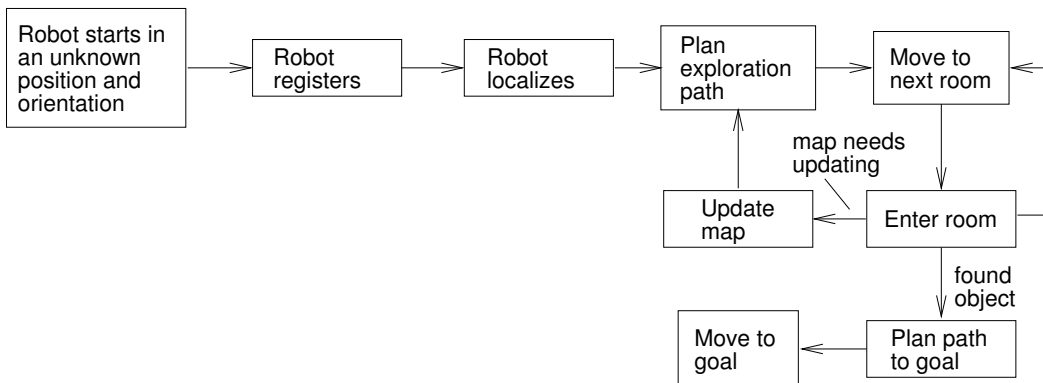 Robot starts in
an unknown
position and
orientation
Robot
registers
Robot
localizes
Plan
exploration
path
Move to
next room
map needs
updating
Update
map
Enter room
found
object
Move to
goal
Plan path
to goal